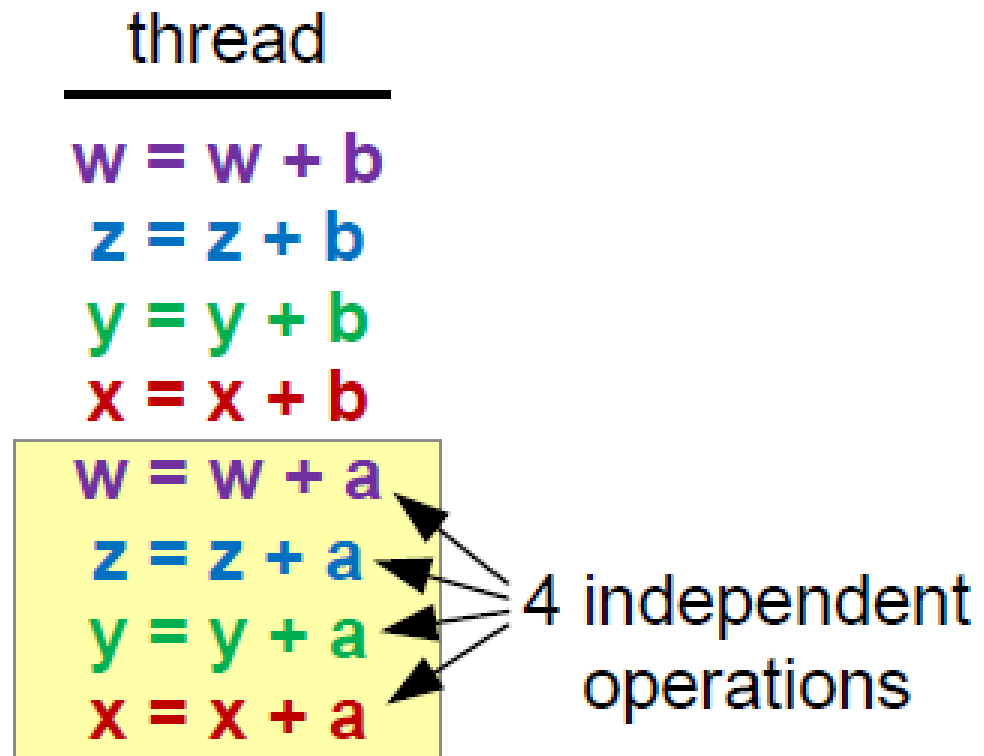 thread
w = w + b
z = z + b
y = y + b
x = x + b
w = w + a
z = z + a
y = y + a
x = x + a
4 independent
operations